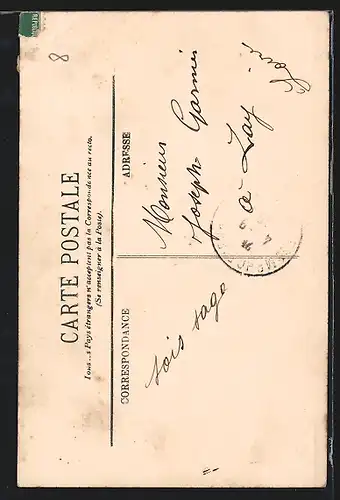 CARTE POSTALE
Tous les Pays étrangers n'acceptent pas la Correspondance au recto.
(Se renseigner à la Poste).
CORRESPONDANCE
ADRESSE
sois sage
Monsieur
Joseph Garnier
à Lay
Loire
8